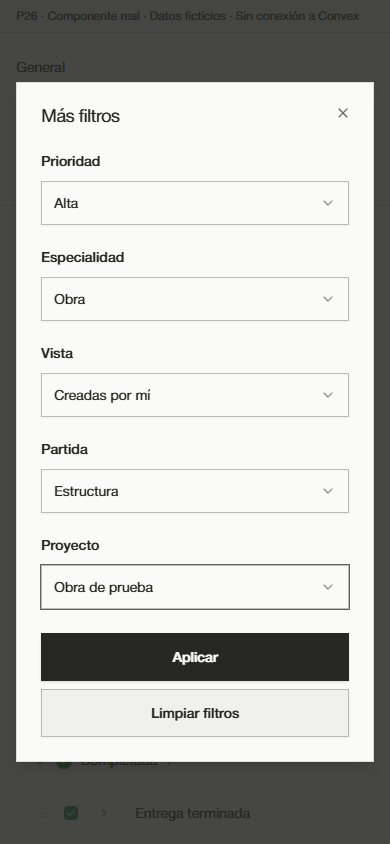 P26 · Componente real · Datos ficticios · Sin conexión a Convex
General
Más filtros
Prioridad
Alta
Especialidad
Obra
Vista
Creadas por mí
Partida
Estructura
Proyecto
Obra de prueba
Aplicar
Limpiar filtros
Completada
Entrega terminada